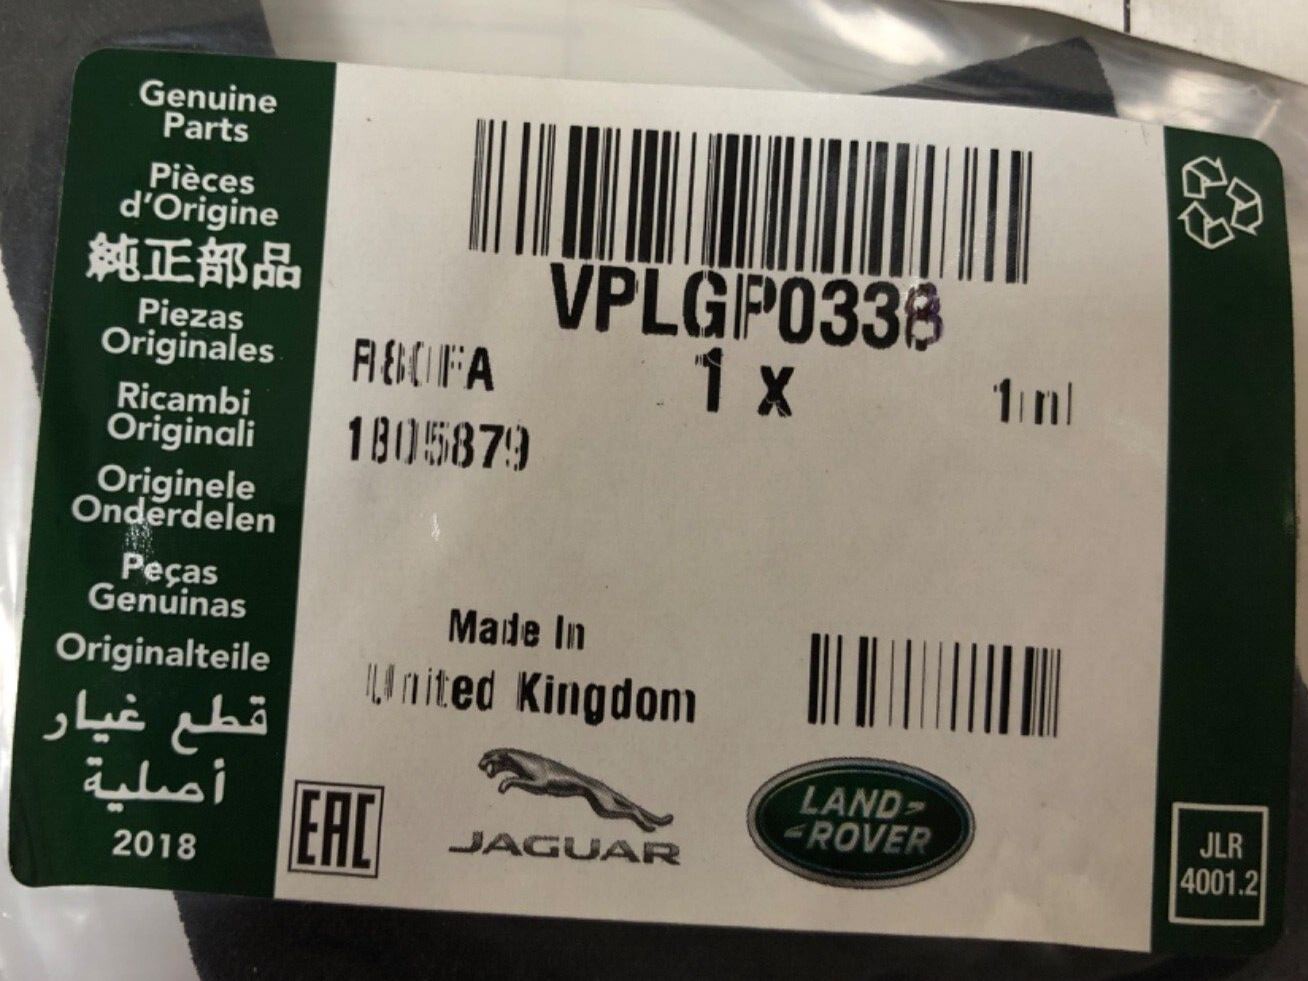 Genuine
Parts
Pièces
d'Origine
純正部品
Piezas
Originales
Ricambi
Originali
Originele
Onderdelen
Peças
Genuinas
Originalteile
قطع غيار
أصلية
2018
VPLGP0338
1 x
1805879
Made In
United Kingdom
EAC
JAGUAR
LAND
ROVER
JLR
4001.2